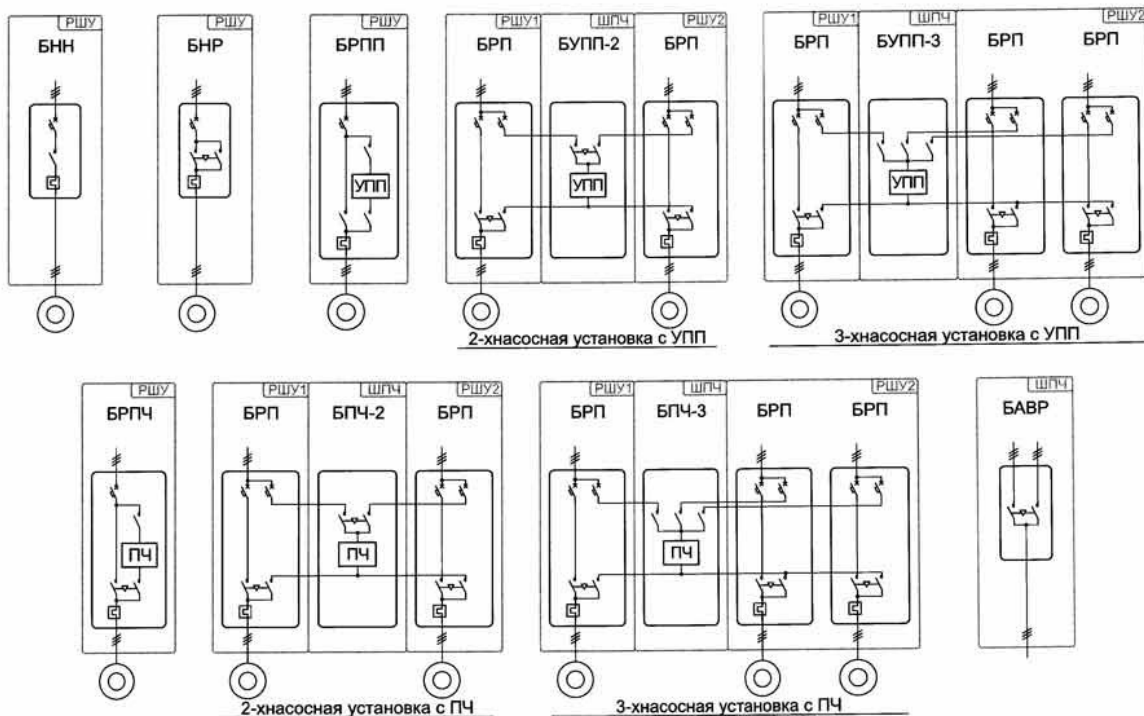 РШУ РШУ РШУ РШУ1 ШПЧ РШУ2 РШУ1 ШПЧ РШУ2
БНН БНР БРПП БРП БУПП-2 БРП БРП БУПП-3 БРП БРП
УПП УПП УПП
2-хнасосная установка с УПП 3-хнасосная установка с УПП
РШУ РШУ1 ШПЧ РШУ2 РШУ1 ШПЧ РШУ2 ШПЧ
БРПЧ БРП БПЧ-2 БРП БРП БПЧ-3 БРП БРП БАВР
ПЧ ПЧ ПЧ
2-хнасосная установка с ПЧ 3-хнасосная установка с ПЧ